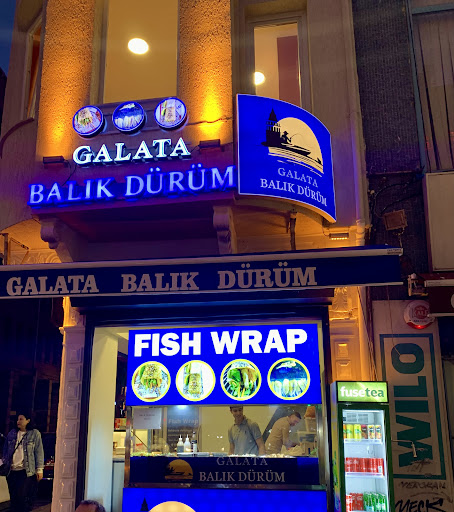 GALATA
BALIK DÜRÜM
GALATA
BALIK DÜRÜM
GALATA BALIK DÜRÜM
FISH WRAP
fusetea
WILO
GALATA
BALIK DÜRÜM